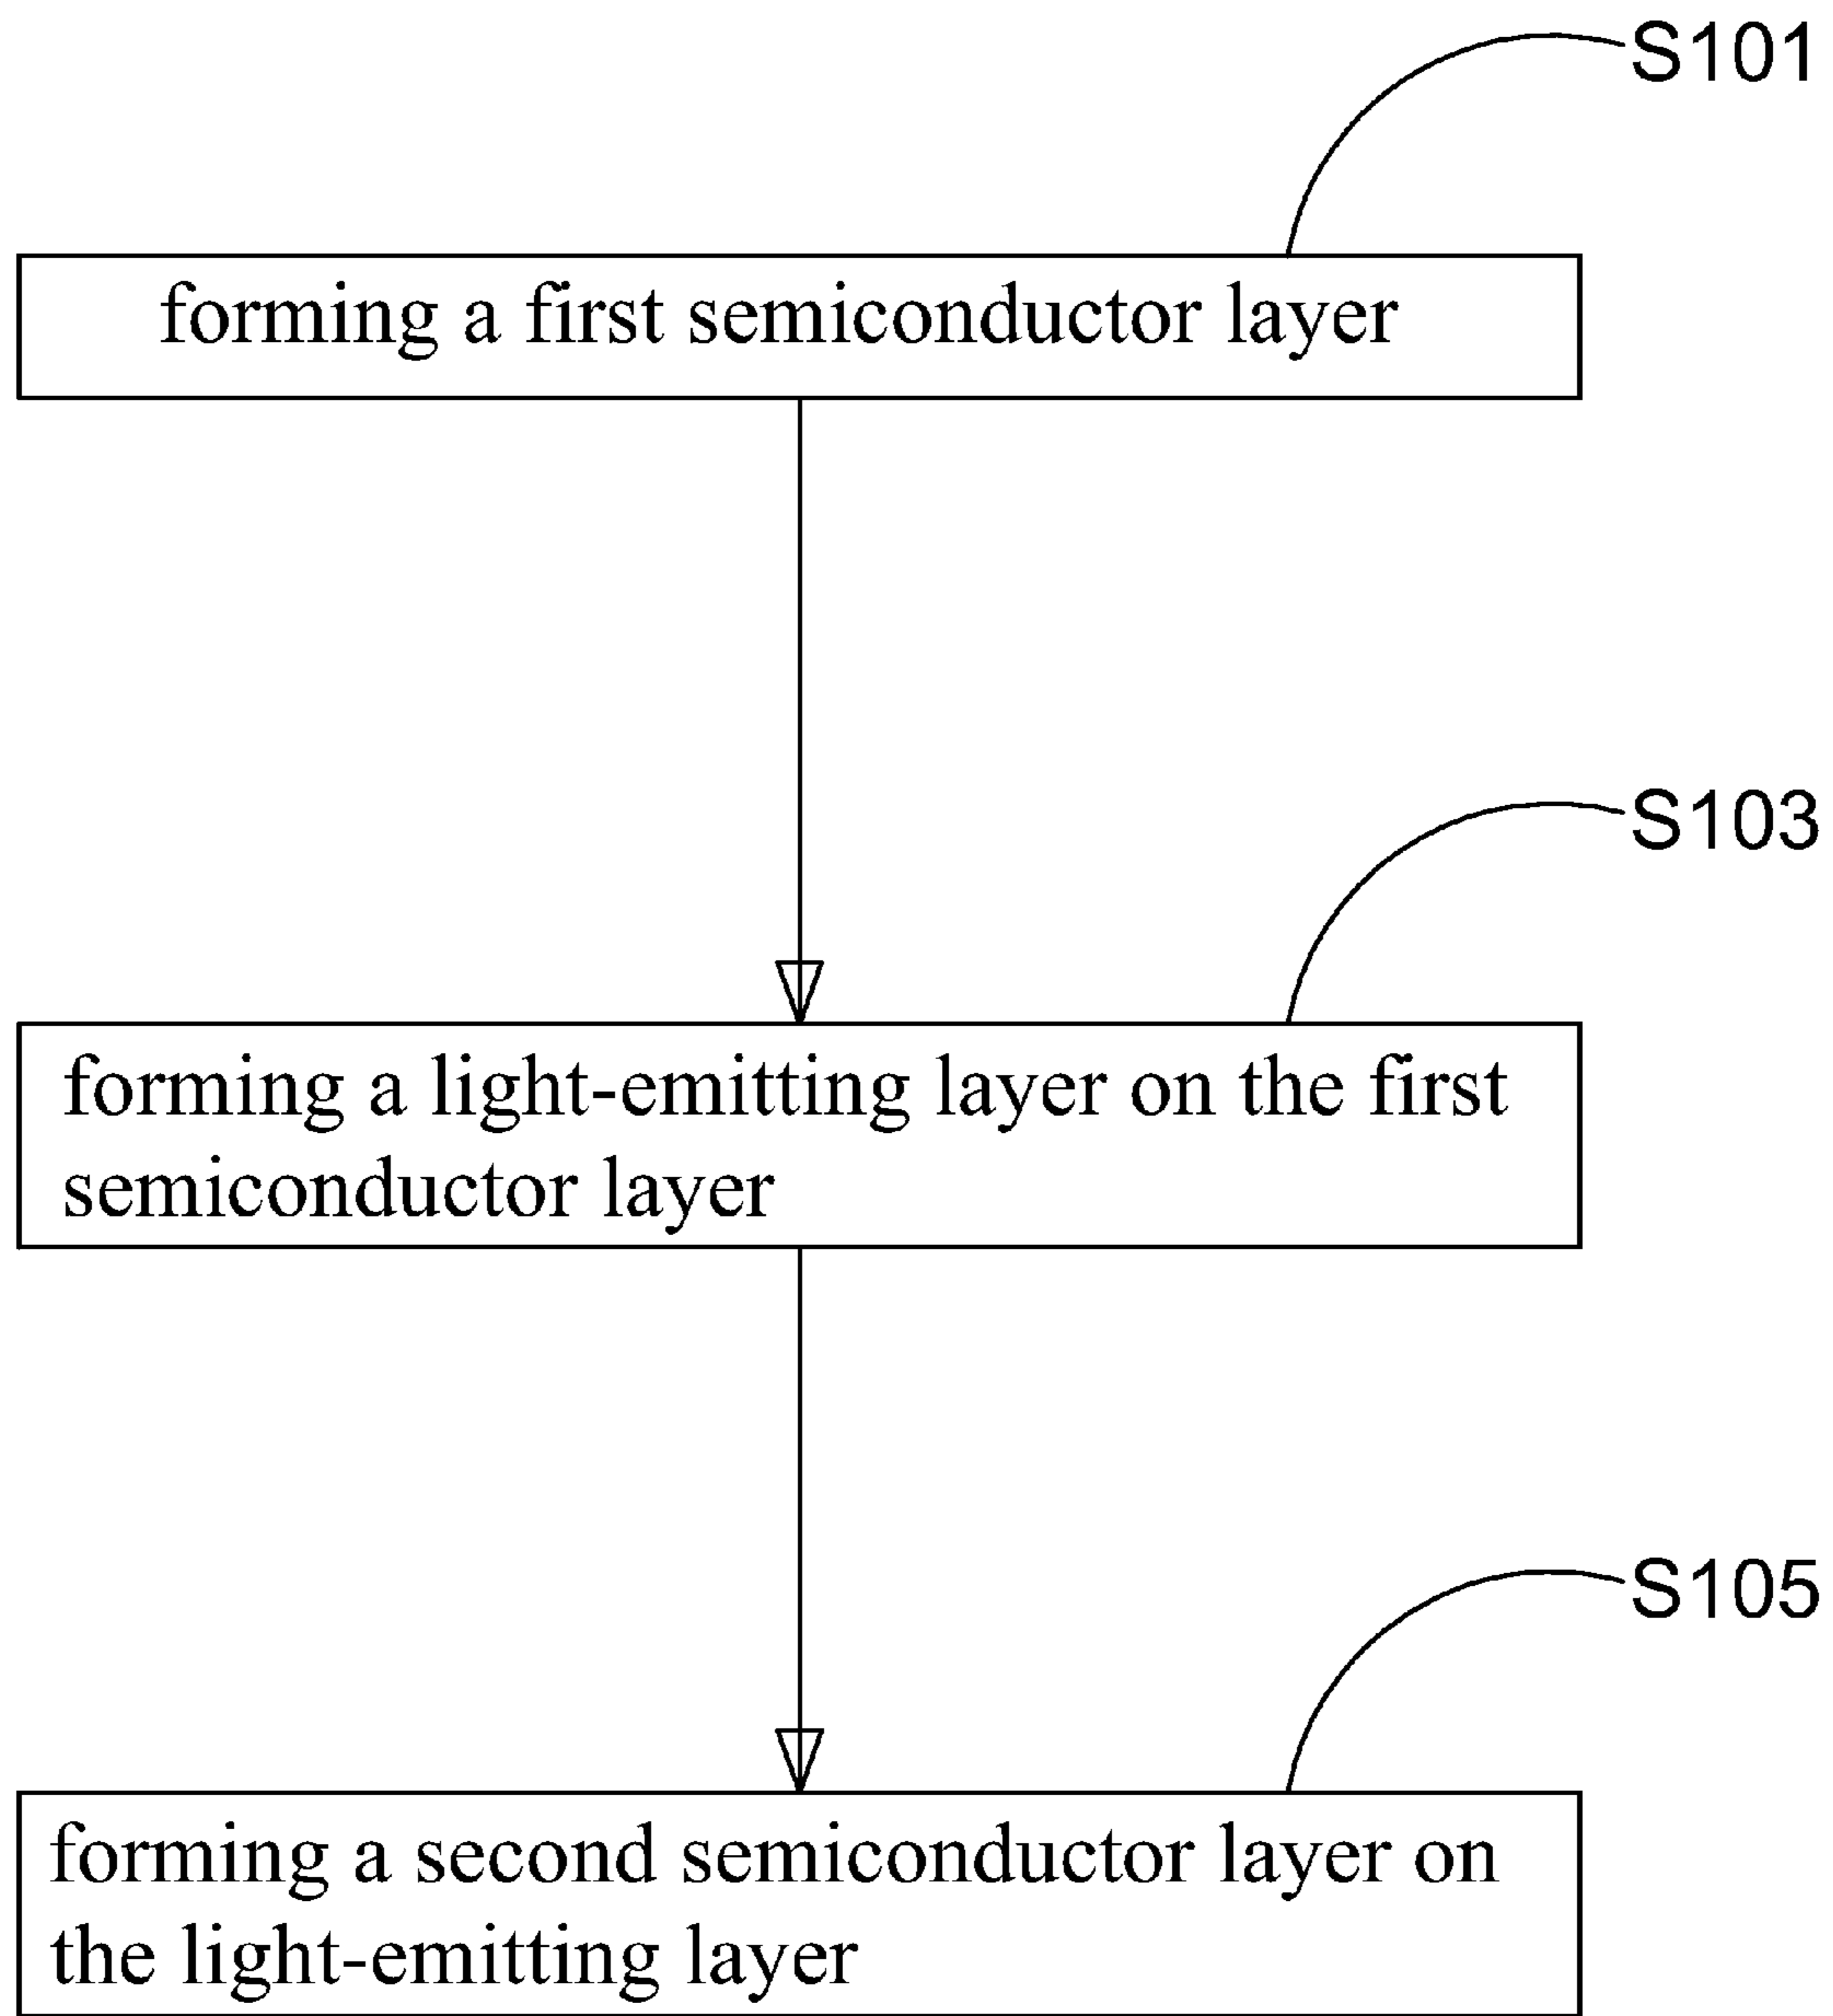 S101
forming a first semiconductor layer
S103
forming a light-emitting layer on the first
semiconductor layer
S105
forming a second semiconductor layer on
the light-emitting layer